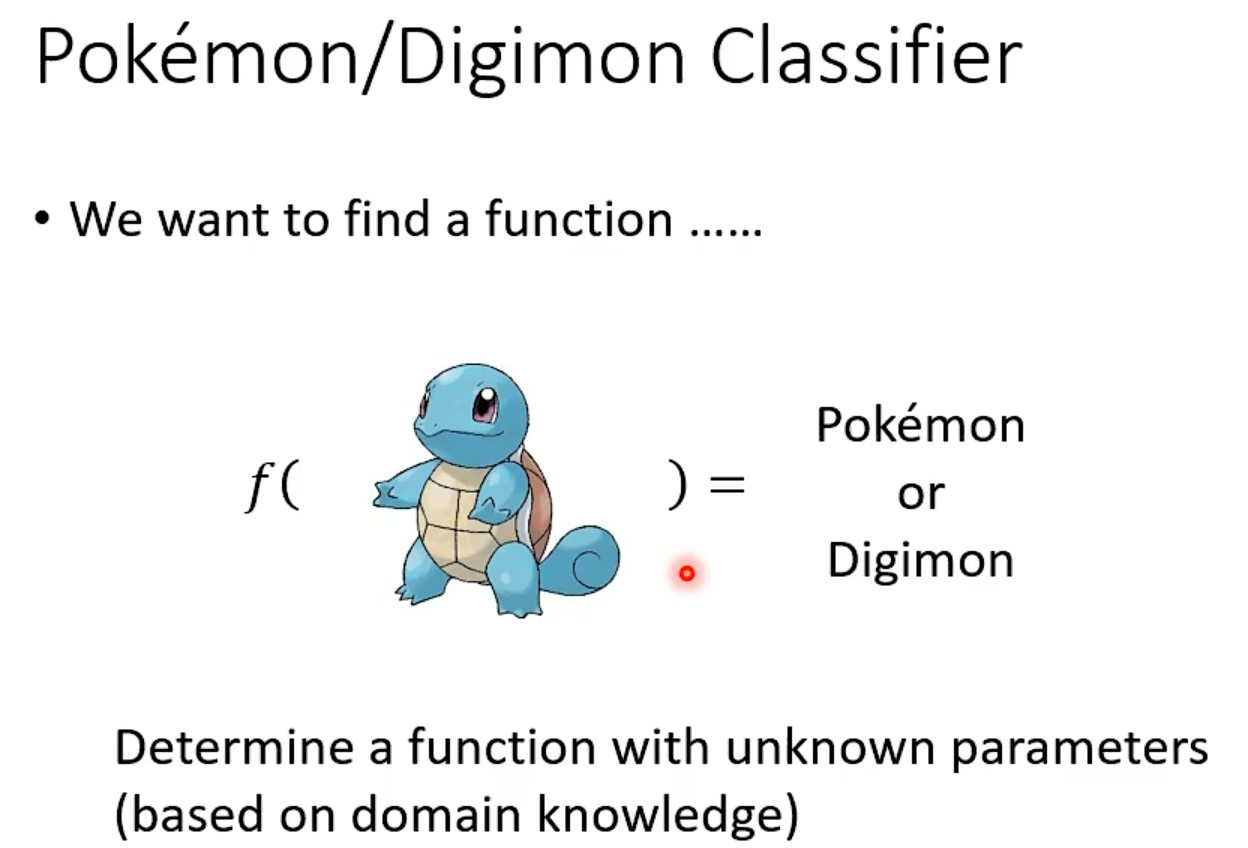 Pokémon/Digimon Classifier
• We want to find a function ……
f( ) = Pokémon
or
Digimon
Determine a function with unknown parameters
(based on domain knowledge)